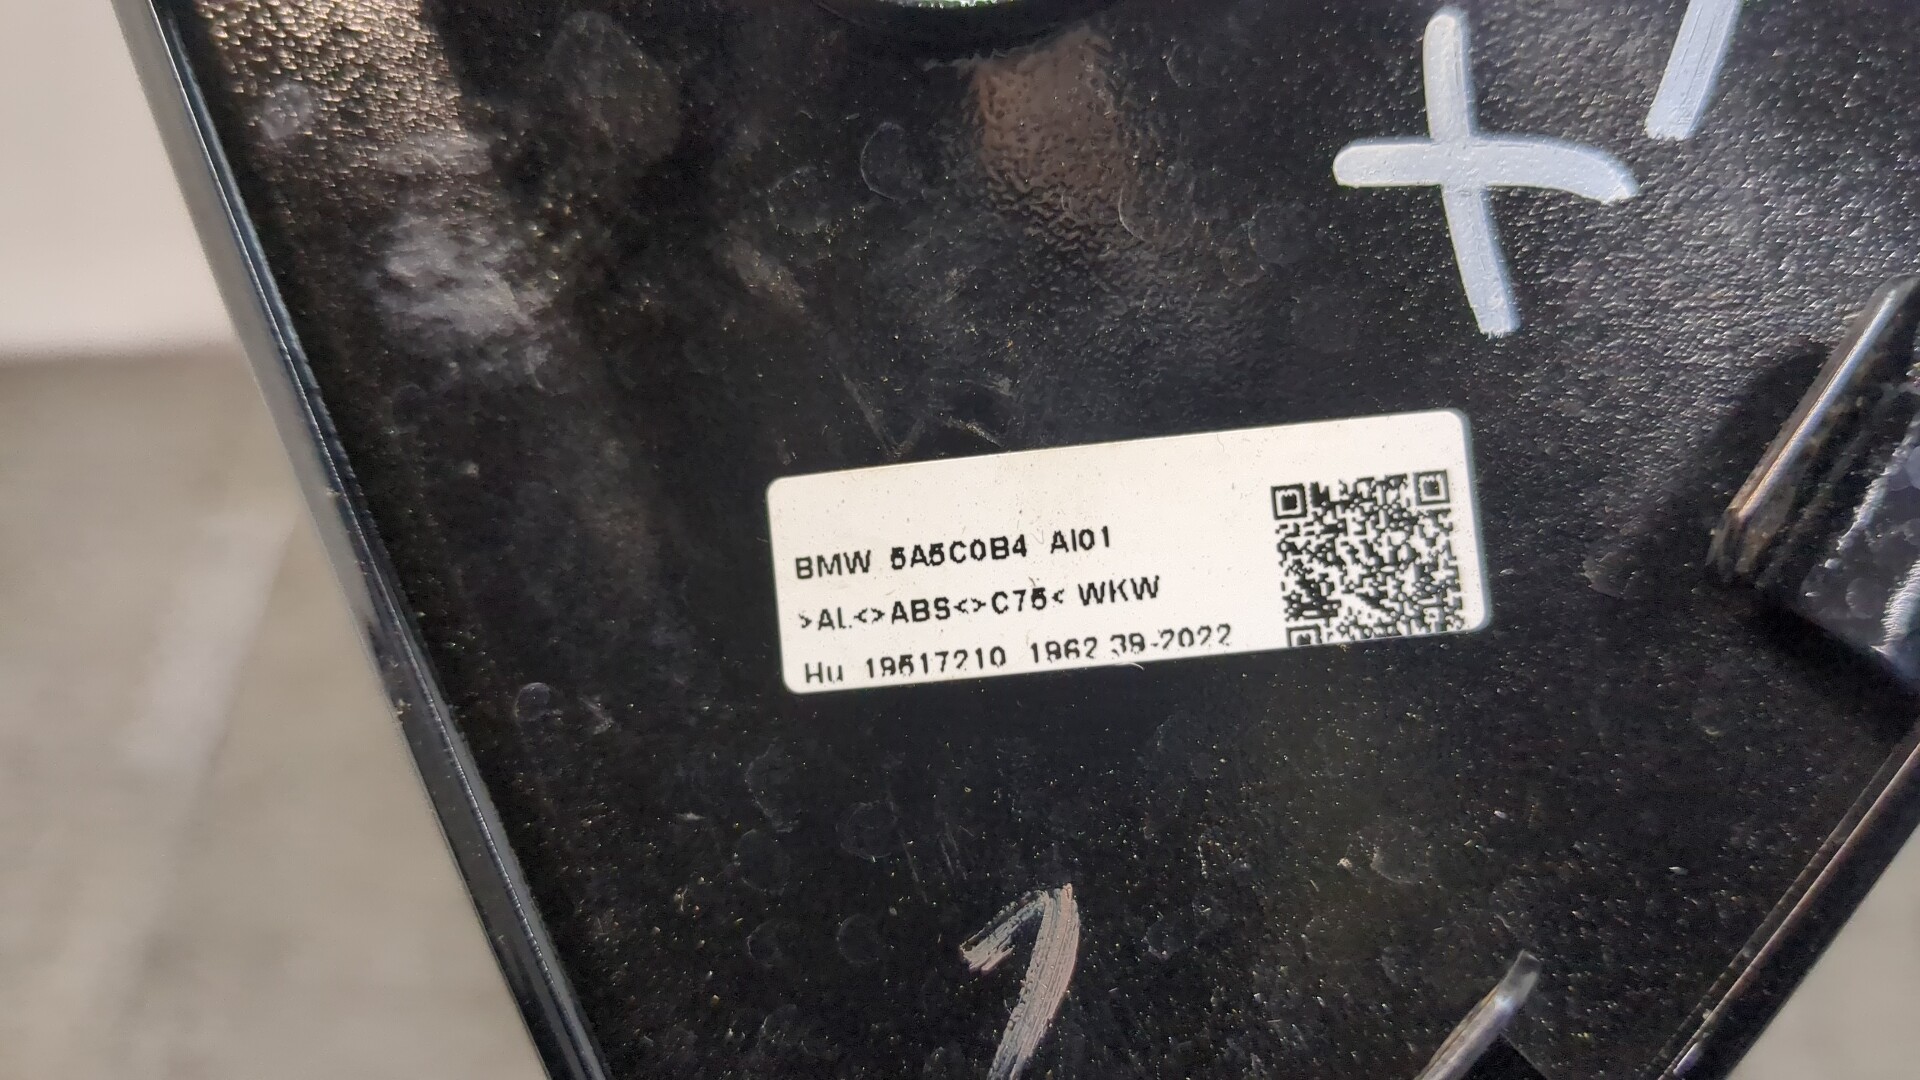 BMW 5A5C0B4 AI01
>AL<>ABS<>C75< WKW
Hu 19517210 1962 39-2022